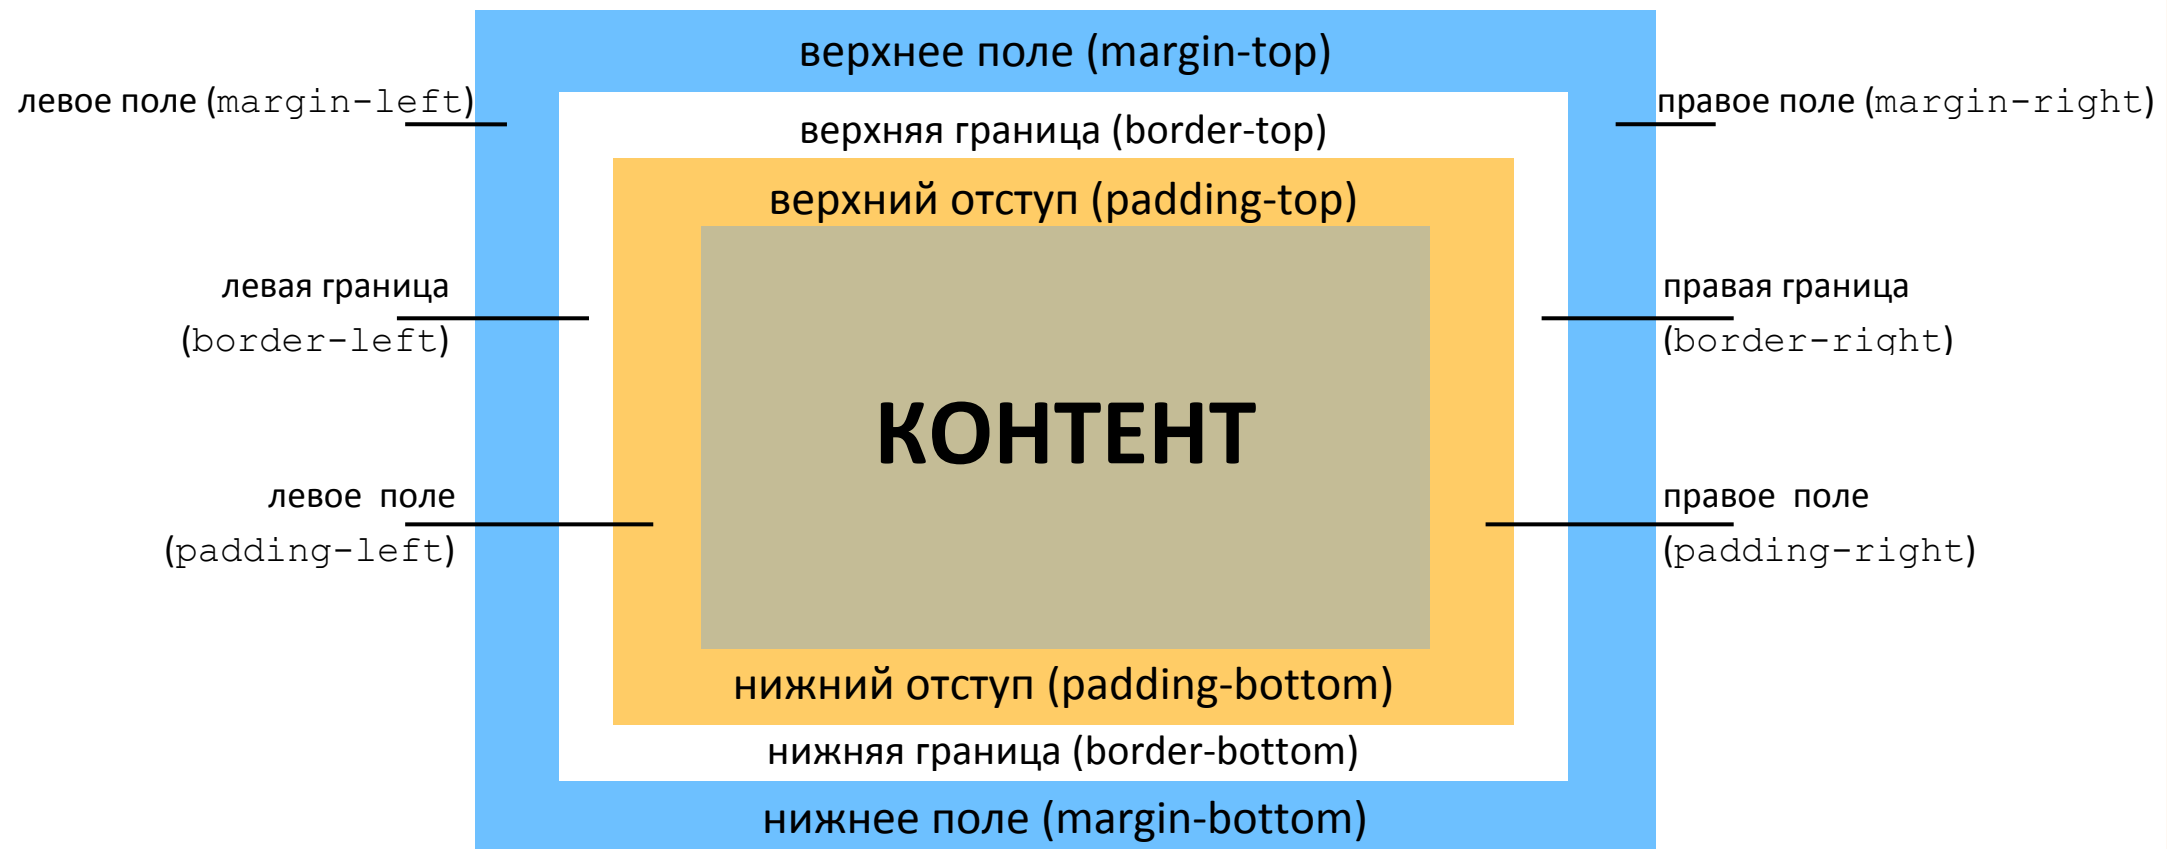 верхнее поле (margin-top)
левое поле (margin-left)
правое поле (margin-right)
верхняя граница (border-top)
верхний отступ (padding-top)
левая граница
(border-left)
правая граница
(border-right)
КОНТЕНТ
левое поле
(padding-left)
правое поле
(padding-right)
нижний отступ (padding-bottom)
нижняя граница (border-bottom)
нижнее поле (margin-bottom)